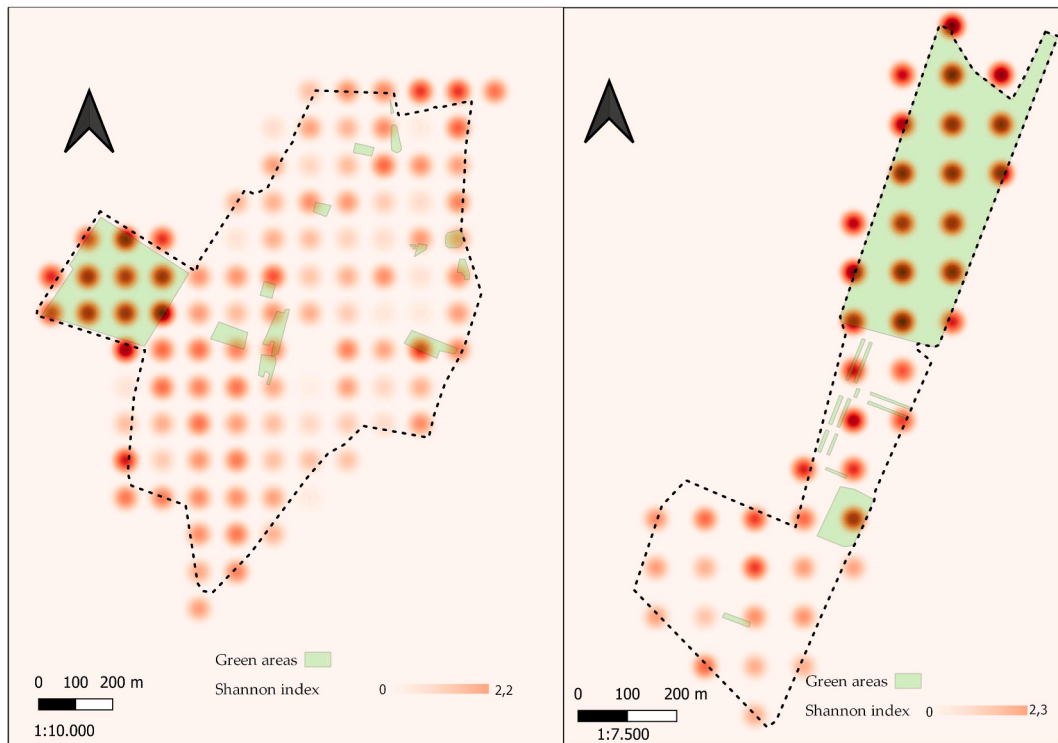 Green areas
Shannon index 0 2,2
0 100 200 m
1:10.000
Green areas
Shannon index 0 2,3
0 100 200 m
1:7.500